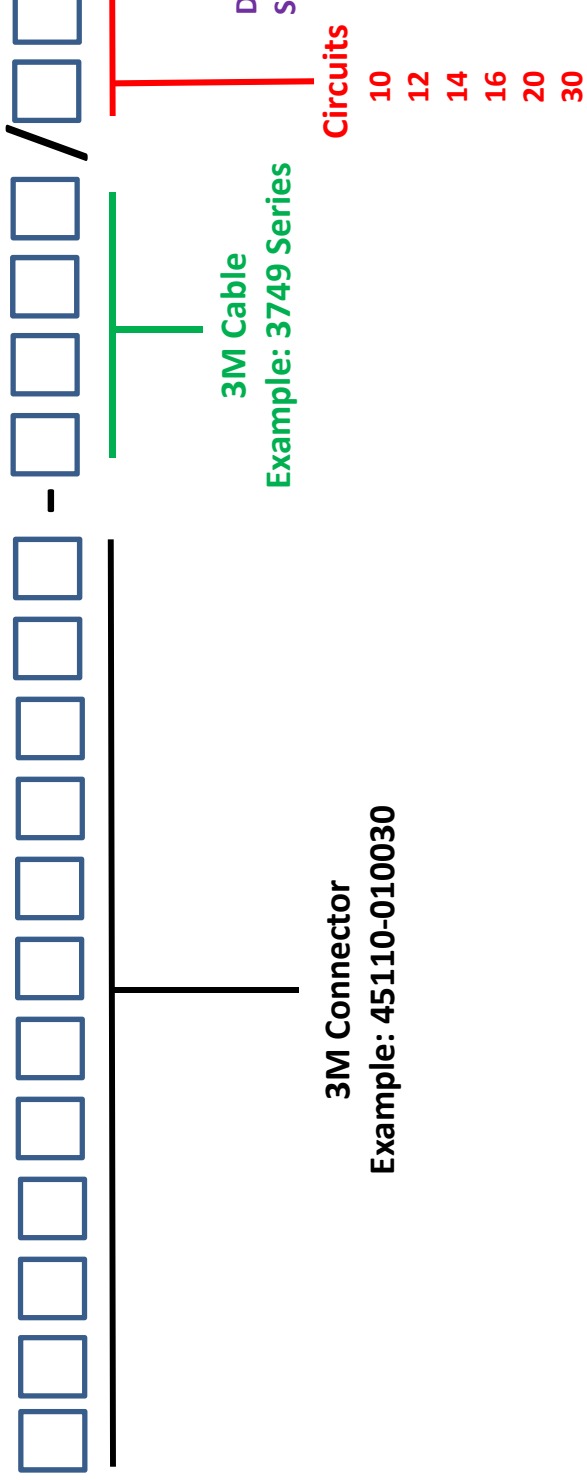 -
/
3M Connector
Example: 45110-010030
3M Cable
Example: 3749 Series
Circuits
10
12
14
16
20
30
D
S